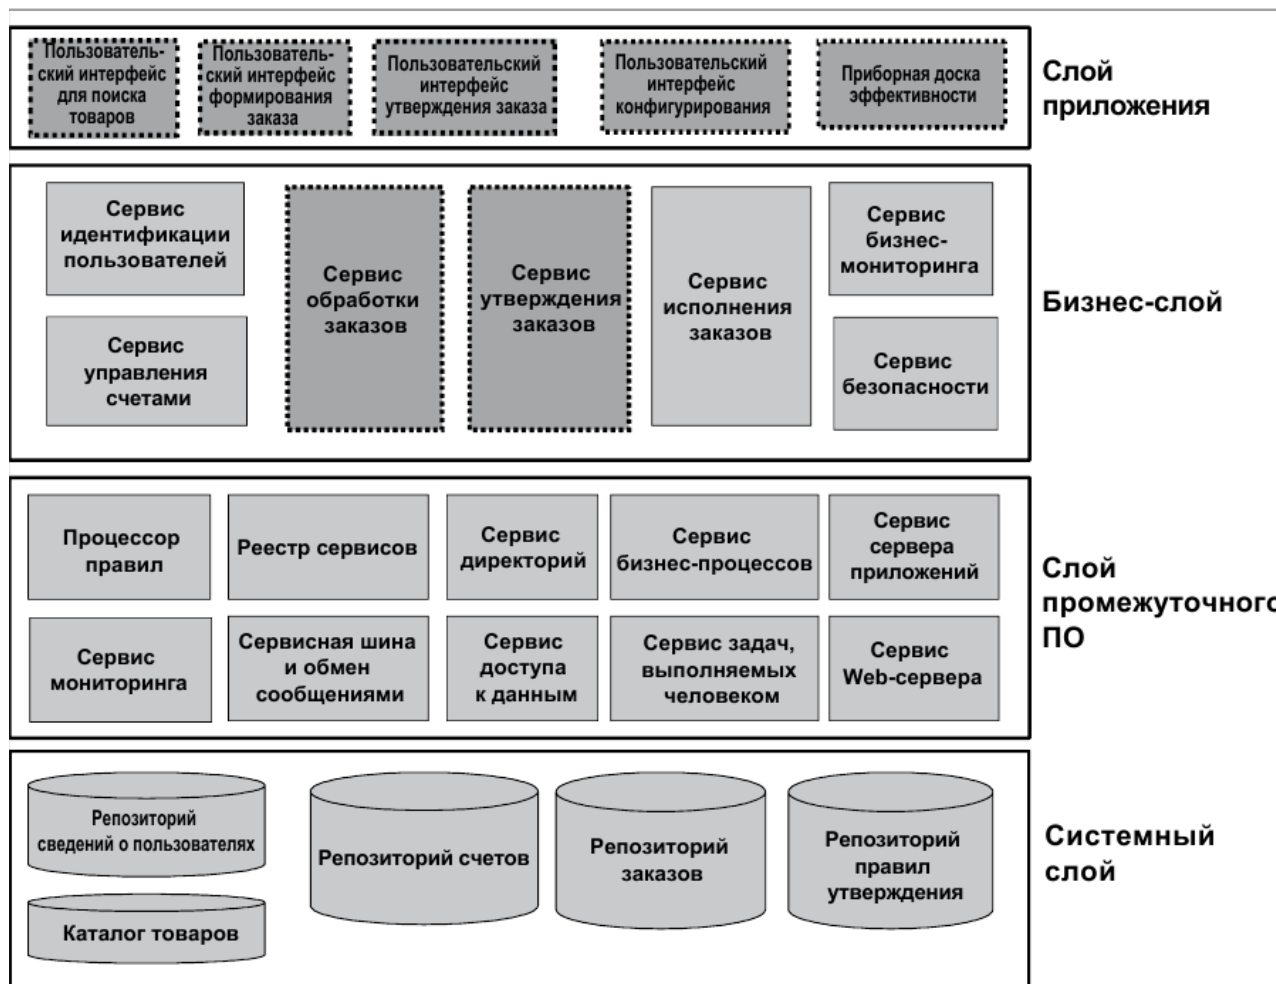 Пользователь-
ский интерфейс
для поиска
товаров
Пользователь-
ский интерфейс
формирования
заказа
Пользовательский
интерфейс
утверждения заказа
Пользовательский
интерфейс
конфигурирования
Приборная доска
эффективности
Слой
приложения
Сервис
идентификации
пользователей
Сервис
управления
счетами
Сервис
обработки
заказов
Сервис
утверждения
заказов
Сервис
исполнения
заказов
Сервис
бизнес-
мониторинга
Сервис
безопасности
Бизнес-слой
Процессор
правил
Реестр сервисов
Сервис
директорий
Сервис
бизнес-процессов
Сервис
сервера
приложений
Сервис
мониторинга
Сервисная шина
и обмен
сообщениями
Сервис
доступа
к данным
Сервис задач,
выполняемых
человеком
Сервис
Web-сервера
Слой
промежуточного
ПО
Репозиторий
сведений о пользователях
Каталог товаров
Репозиторий счетов
Репозиторий
заказов
Репозиторий
правил
утверждения
Системный
слой